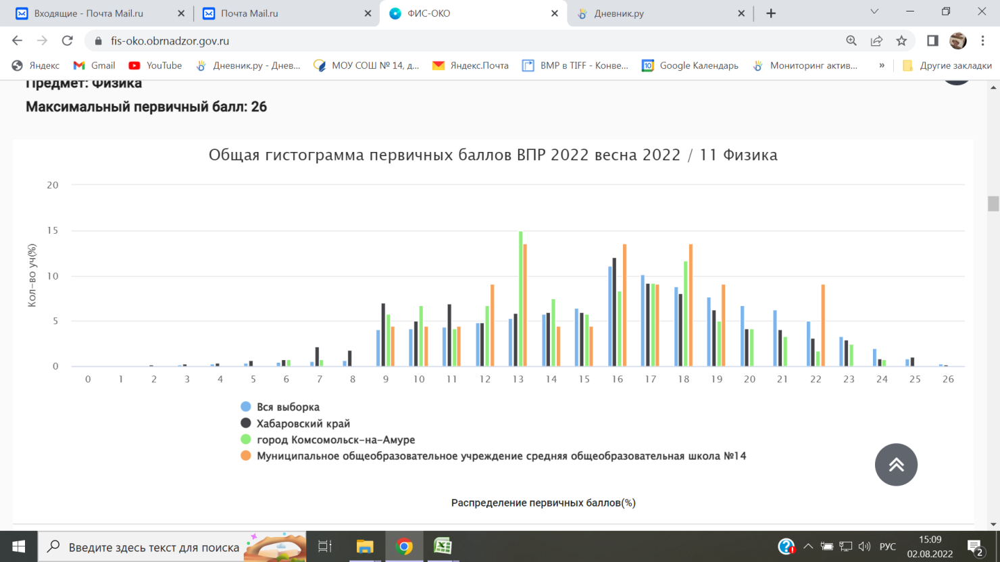 Входящие - Почта Mail.ru
Почта Mail.ru
ФИС-ОКО
Дневник.ру
fis-oko.obrnadzor.gov.ru
Яндекс
Gmail
YouTube
Дневник.ру - Днев...
МОУ СОШ № 14, д...
Яндекс.Почта
BMP в TIFF - Конве...
10
Google Календарь
Мониторинг актив...
»
Другие закладки
Предмет: Физика
Максимальный первичный балл: 26
Общая гистограмма первичных баллов ВПР 2022 весна 2022 / 11 Физика
Кол-во уч(%)
20
15
10
5
0
0 1 2 3 4 5 6 7 8 9 10 11 12 13 14 15 16 17 18 19 20 21 22 23 24 25 26
Вся выборка
Хабаровский край
город Комсомольск-на-Амуре
Муниципальное общеобразовательное учреждение средняя общеобразовательная школа №14
Распределение первичных баллов(%)
Введите здесь текст для поиска
РУС
15:09
02.08.2022
2